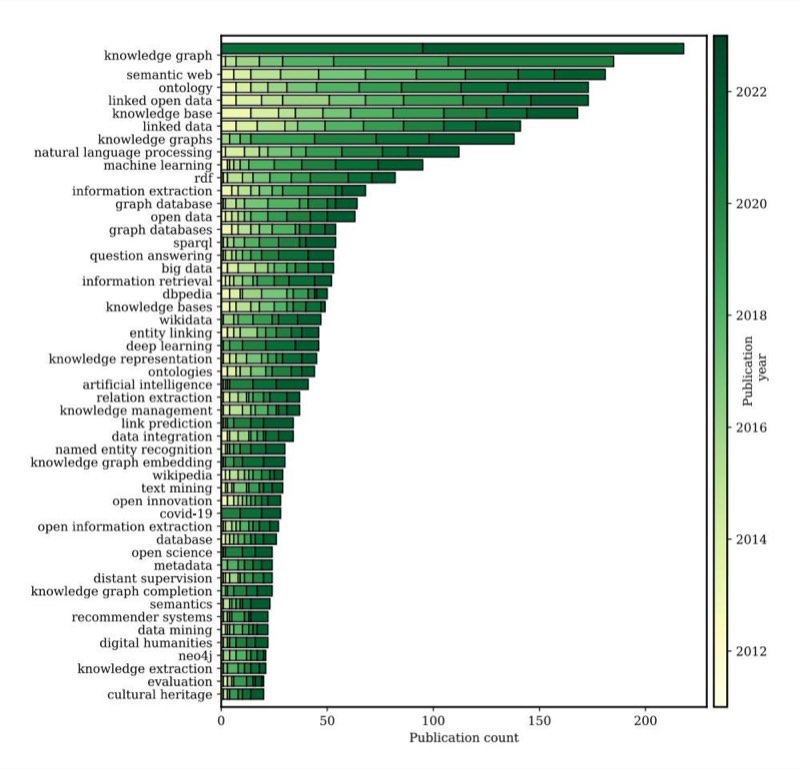 knowledge graph
semantic web
ontology
linked open data
knowledge base
linked data
knowledge graphs
natural language processing
machine learning
rdf
information extraction
graph database
open data
graph databases
sparql
question answering
big data
information retrieval
dbpedia
knowledge bases
wikidata
entity linking
deep learning
knowledge representation
ontologies
artificial intelligence
relation extraction
knowledge management
link prediction
data integration
named entity recognition
knowledge graph embedding
wikipedia
text mining
open innovation
covid-19
open information extraction
database
open science
metadata
distant supervision
knowledge graph completion
semantics
recommender systems
data mining
digital humanities
neo4j
knowledge extraction
evaluation
cultural heritage
0 50 100 150 200
Publication count
2022
2020
2018
2016
2014
2012
Publication
year